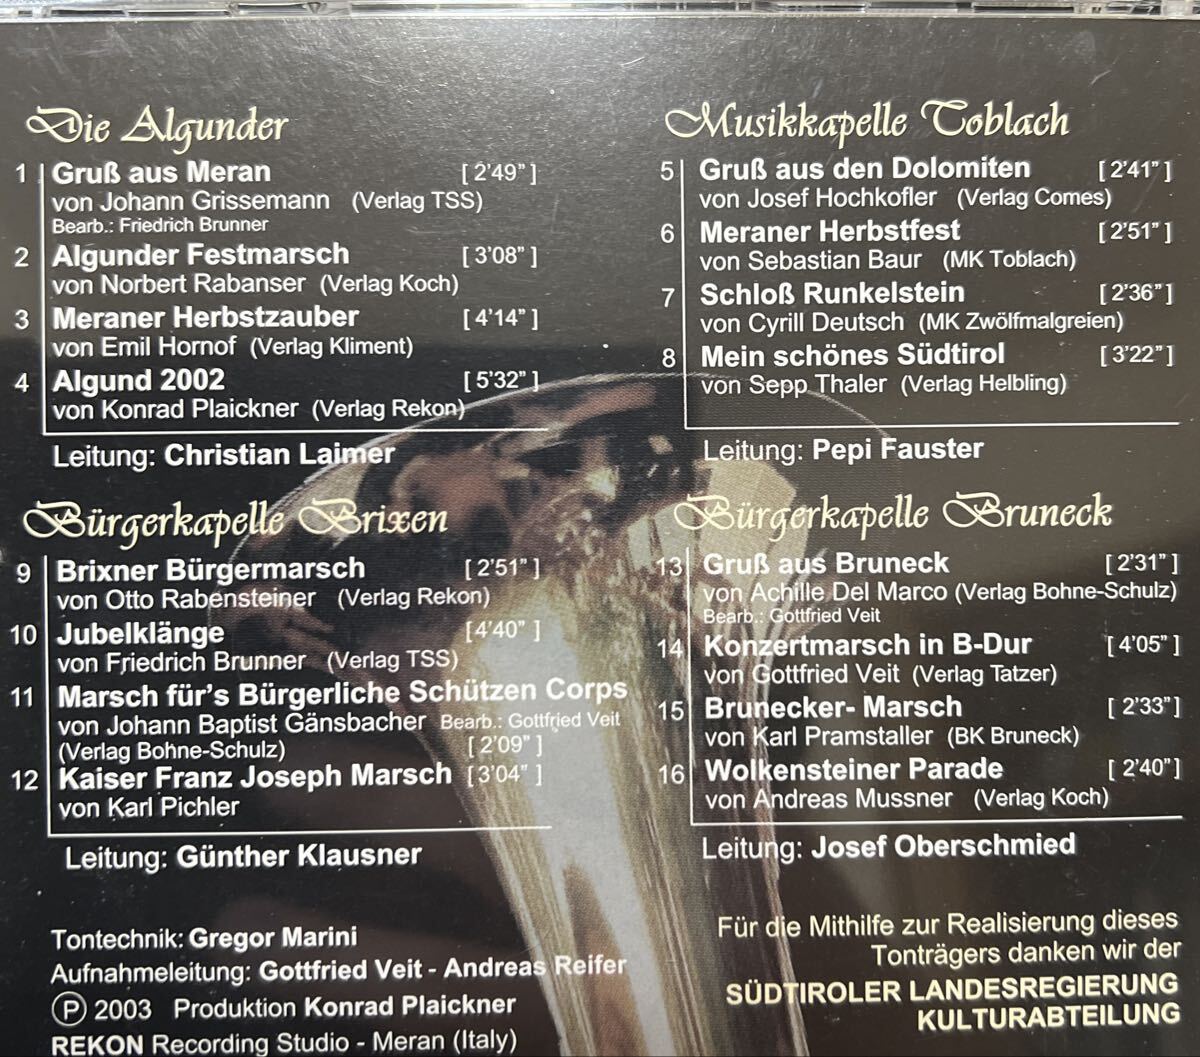 Die Algunder
1 Gruß aus Meran [ 2’49” ]
von Johann Grissemann (Verlag TSS)
Bearb.: Friedrich Brunner
2 Algunder Festmarsch [ 3’08” ]
von Norbert Rabanser (Verlag Koch)
3 Meraner Herbstzauber [ 4’14” ]
von Emil Hornof (Verlag Kliment)
4 Algund 2002 [ 5’32” ]
von Konrad Plaickner (Verlag Rekon)
Leitung: Christian Laimer
Musikkapelle Toblach
5 Gruß aus den Dolomiten [ 2’41” ]
von Josef Hochkofler (Verlag Comes)
6 Meraner Herbstfest [ 2’51” ]
von Sebastian Baur (MK Toblach)
7 Schloß Runkelstein [ 2’36” ]
von Cyrill Deutsch (MK Zwölfmalgreien)
8 Mein schönes Südtirol [ 3’22” ]
von Sepp Thaler (Verlag Helbling)
Leitung: Pepi Fauster
Bürgerkapelle Brixen
9 Brixner Bürgermarsch [ 2’51” ]
von Otto Rabensteiner (Verlag Rekon)
10 Jubelklänge [4’40” ]
von Friedrich Brunner (Verlag TSS)
11 Marsch für’s Bürgerliche Schützen Corps
von Johann Baptist Gänsbacher Bearb.: Gottfried Veit
(Verlag Bohne-Schulz) [ 2’09” ]
12 Kaiser Franz Joseph Marsch [ 3’04” ]
von Karl Pichler
Leitung: Günther Klausner
Bürgerkapelle Bruneck
13 Gruß aus Bruneck [ 2’31” ]
von Achille Del Marco (Verlag Bohne-Schulz)
Bearb.: Gottfried Veit
14 Konzertmarsch in B-Dur [ 4’05” ]
von Gottfried Veit (Verlag Tatzer)
15 Brunecker- Marsch [ 2’33” ]
von Karl Pramstaller (BK Bruneck)
16 Wolkensteiner Parade [ 2’40” ]
von Andreas Mussner (Verlag Koch)
Leitung: Josef Oberschmied
Tontechnik: Gregor Marini
Aufnahmeleitung: Gottfried Veit - Andreas Reifer
Ⓟ 2003 Produktion Konrad Plaickner
REKON Recording Studio - Meran (Italy)
Für die Mithilfe zur Realisierung dieses
Tonträgers danken wir der
SÜDTIROLER LANDESREGIERUNG
KULTURABTEILUNG